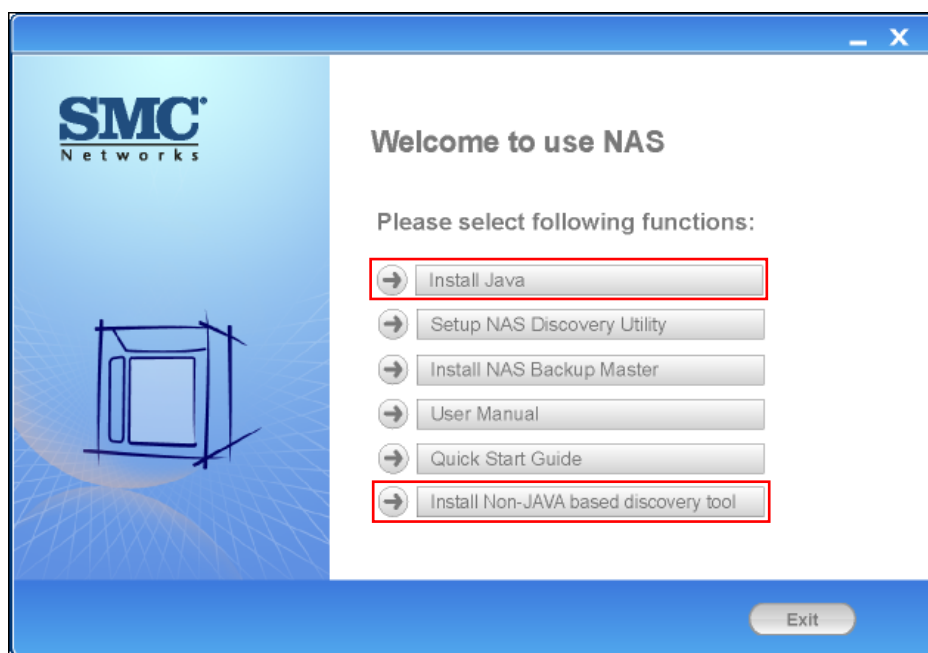 SMC
Networks
Welcome to use NAS
Please select following functions:
Install Java
Setup NAS Discovery Utility
Install NAS Backup Master
User Manual
Quick Start Guide
Install Non-JAVA based discovery tool
Exit